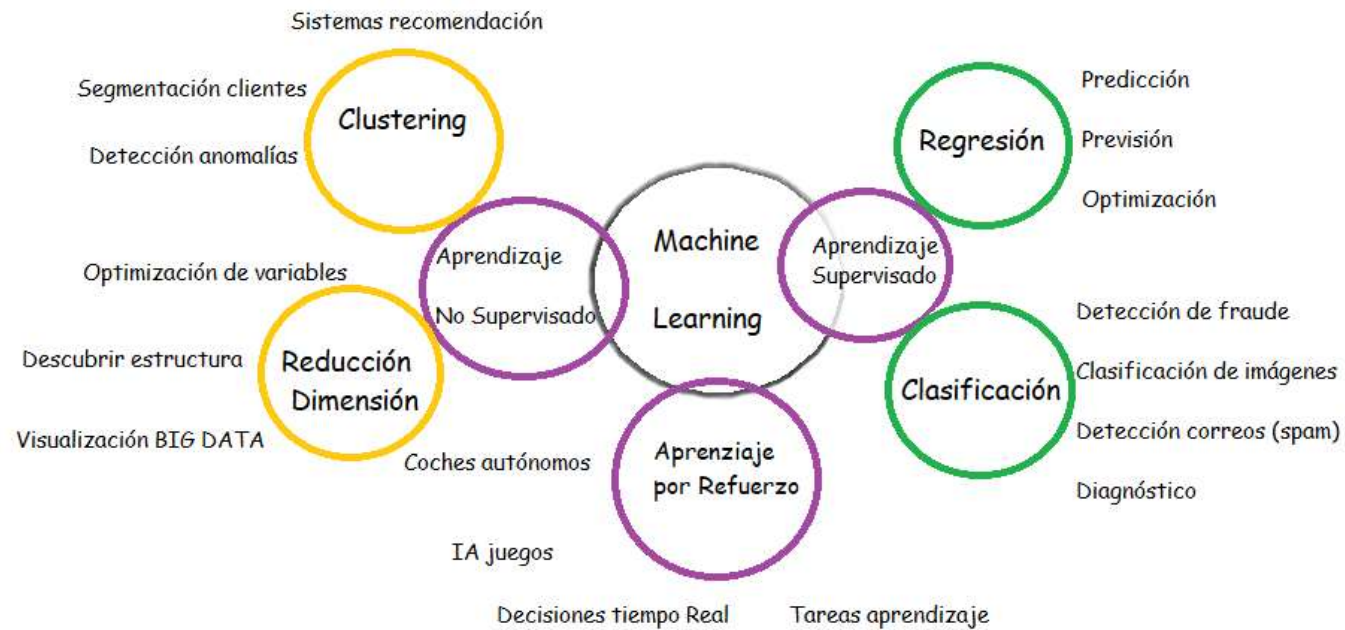 Sistemas recomendación
Segmentación clientes
Clustering
Detección anomalías
Predicción
Regresión
Previsión
Optimización
Machine
Learning
Aprendizaje
No Supervisado
Aprendizaje
Supervisado
Optimización de variables
Descubrir estructura
Reducción
Dimensión
Visualización BIG DATA
Detección de fraude
Clasificación de imágenes
Clasificación
Detección correos (spam)
Diagnóstico
Coches autónomos
Aprenziaje
por Refuerzo
IA juegos
Decisiones tiempo Real
Tareas aprendizaje